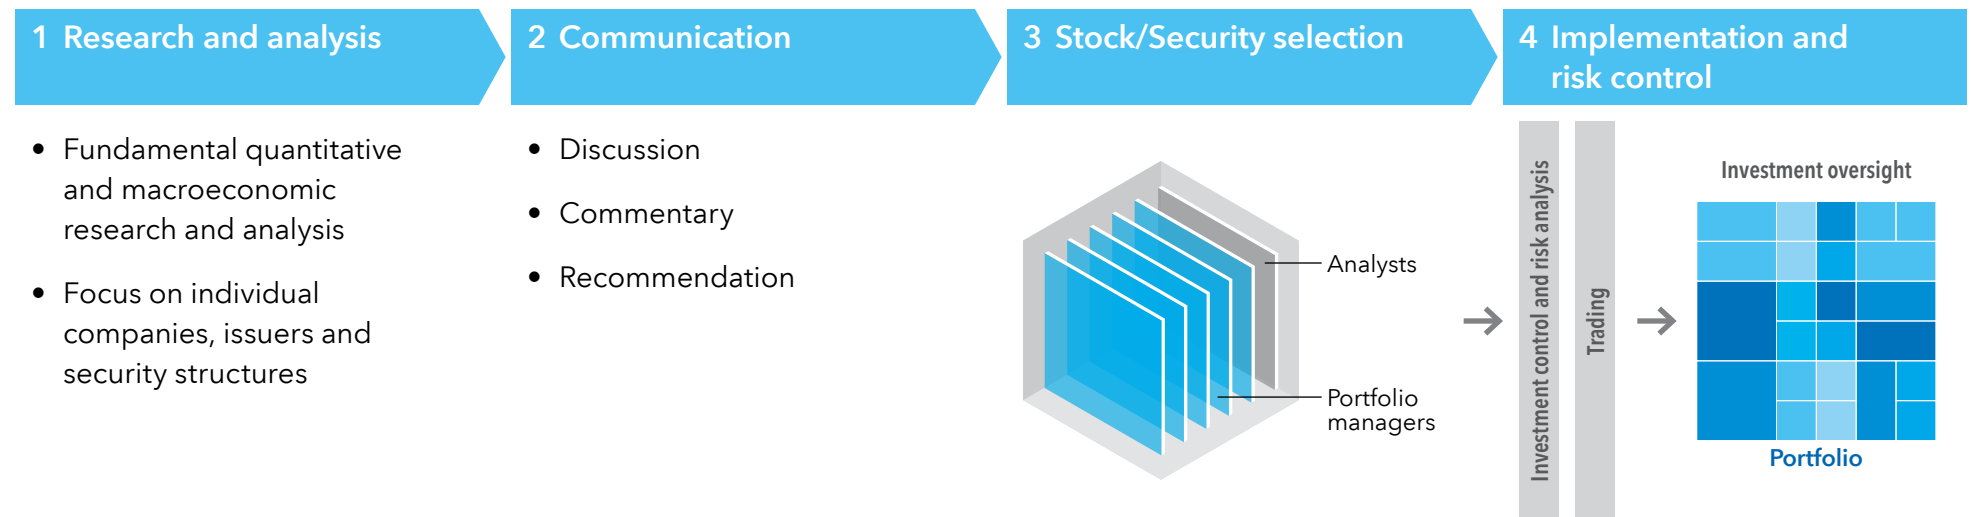 1 Research and analysis
• Fundamental quantitative
and macroeconomic
research and analysis
• Focus on individual
companies, issuers and
security structures
2 Communication
• Discussion
• Commentary
• Recommendation
3 Stock/Security selection
Analysts
Portfolio
managers
4 Implementation and
risk control
Investment control and risk analysis
Trading
Investment oversight
Portfolio